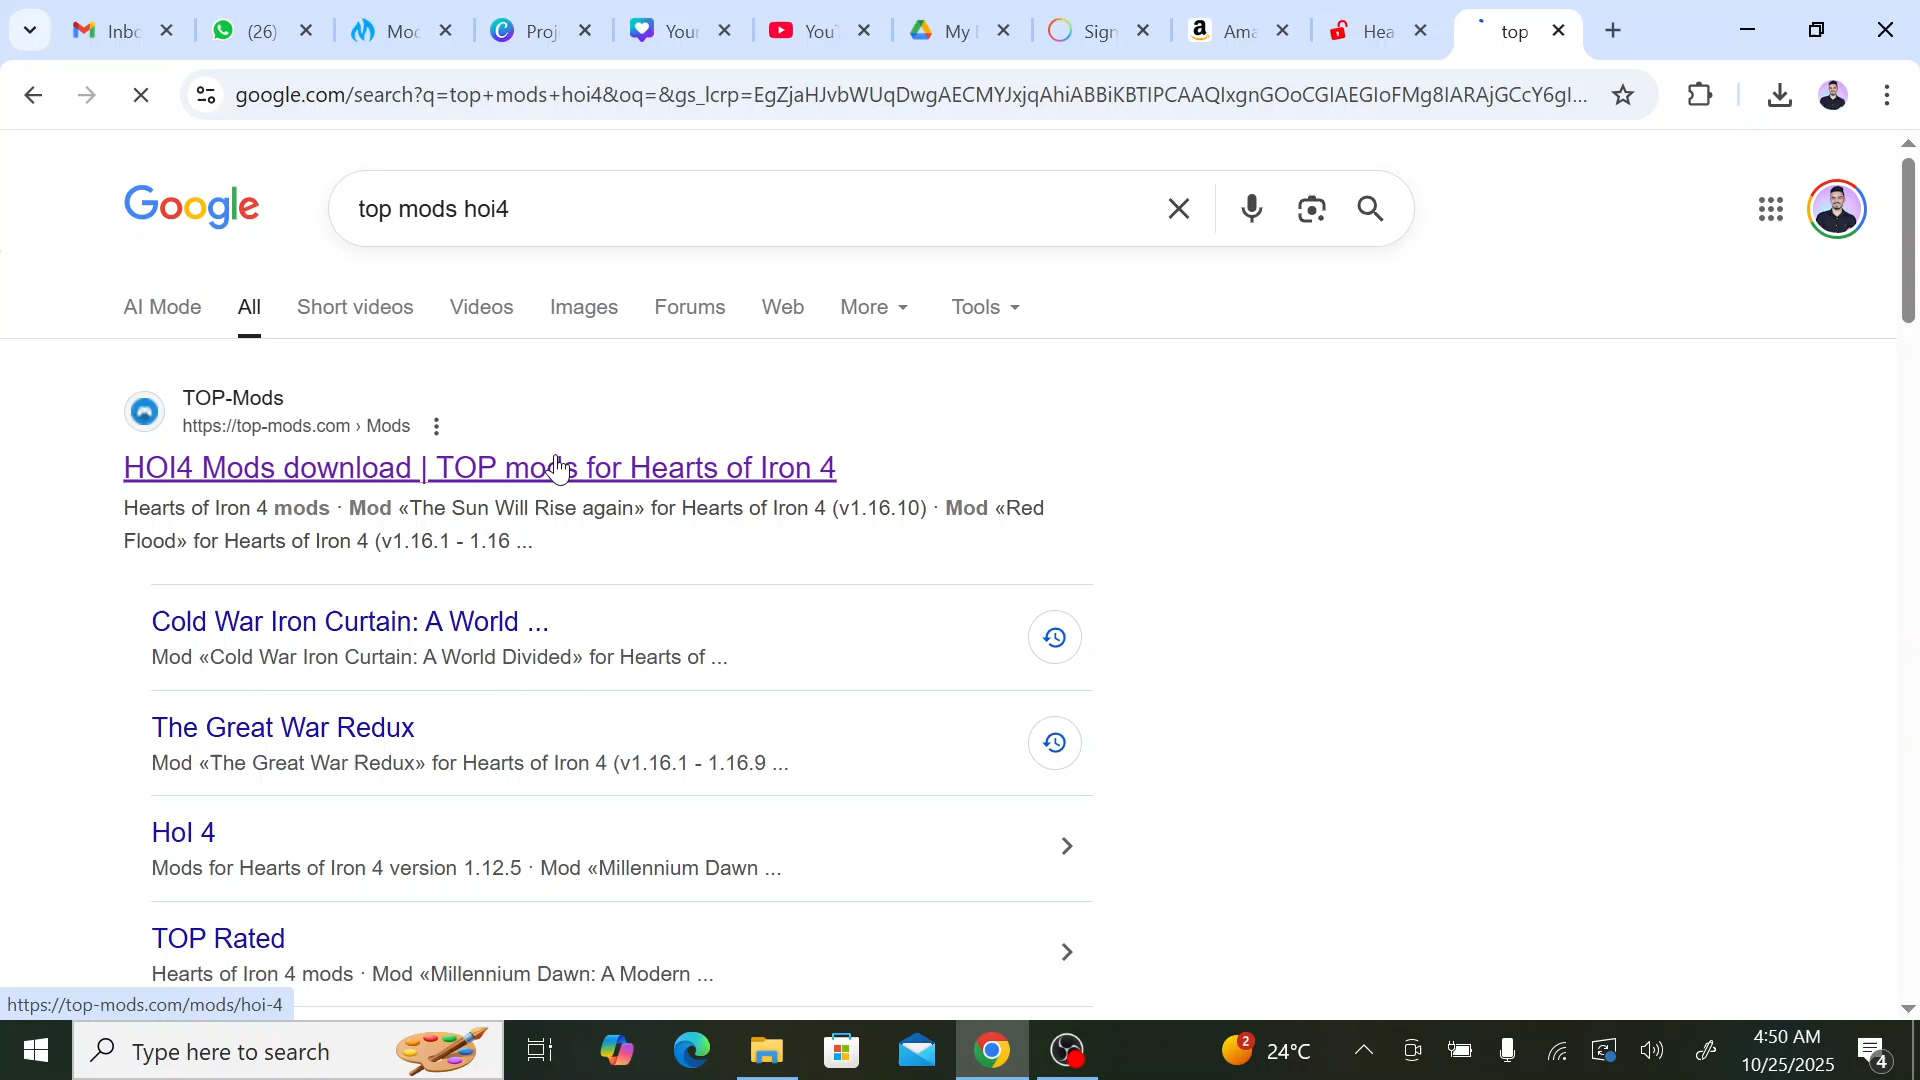 Inbc
(26)
Moc
Proj
Your
You
My
Sign
Ama
Hea
top
google.com/search?q=top+mods+hoi4&oq=&gs_lcrp=EgZjaHJvbWUqDwgAECMYJxjqAhiABBiKBTIPCAAQIxgnGOoCGIAEGIoFMg8IARAjGCcY6gI...
Google
top mods hoi4
AI Mode
All
Short videos
Videos
Images
Forums
Web
More
Tools
TOP-Mods
https://top-mods.com › Mods
HOI4 Mods download | TOP mods for Hearts of Iron 4
Hearts of Iron 4 mods · Mod «The Sun Will Rise again» for Hearts of Iron 4 (v1.16.10) · Mod «Red
Flood» for Hearts of Iron 4 (v1.16.1 - 1.16 ...
Cold War Iron Curtain: A World ...
Mod «Cold War Iron Curtain: A World Divided» for Hearts of ...
The Great War Redux
Mod «The Great War Redux» for Hearts of Iron 4 (v1.16.1 - 1.16.9 ...
HoI 4
Mods for Hearts of Iron 4 version 1.12.5 · Mod «Millennium Dawn ...
TOP Rated
Hearts of Iron 4 mods · Mod «Millennium Dawn: A Modern ...
https://top-mods.com/mods/hoi-4
Type here to search
2
24°C
4:50 AM
10/25/2025
4